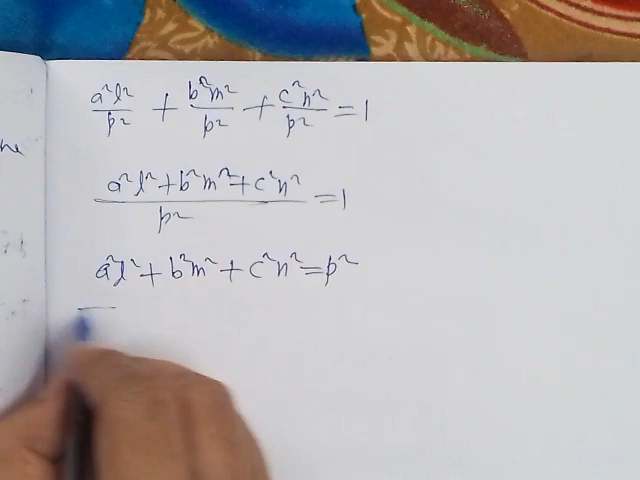 a²l²/p² + b²m²/p² + c²n²/p² = 1
a²l² + b²m² + c²n² / p² = 1
a²l² + b²m² + c²n² = p²